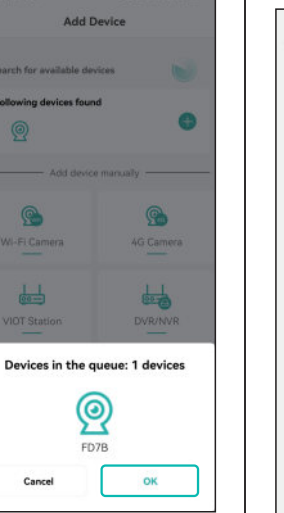 Add Device
earch for available devices
ollowing devices found
Add device manually
Wi-Fi Camera
4G Camera
VIOT Station
DVR/NVR
Devices in the queue: 1 devices
FD7B
Cancel
OK